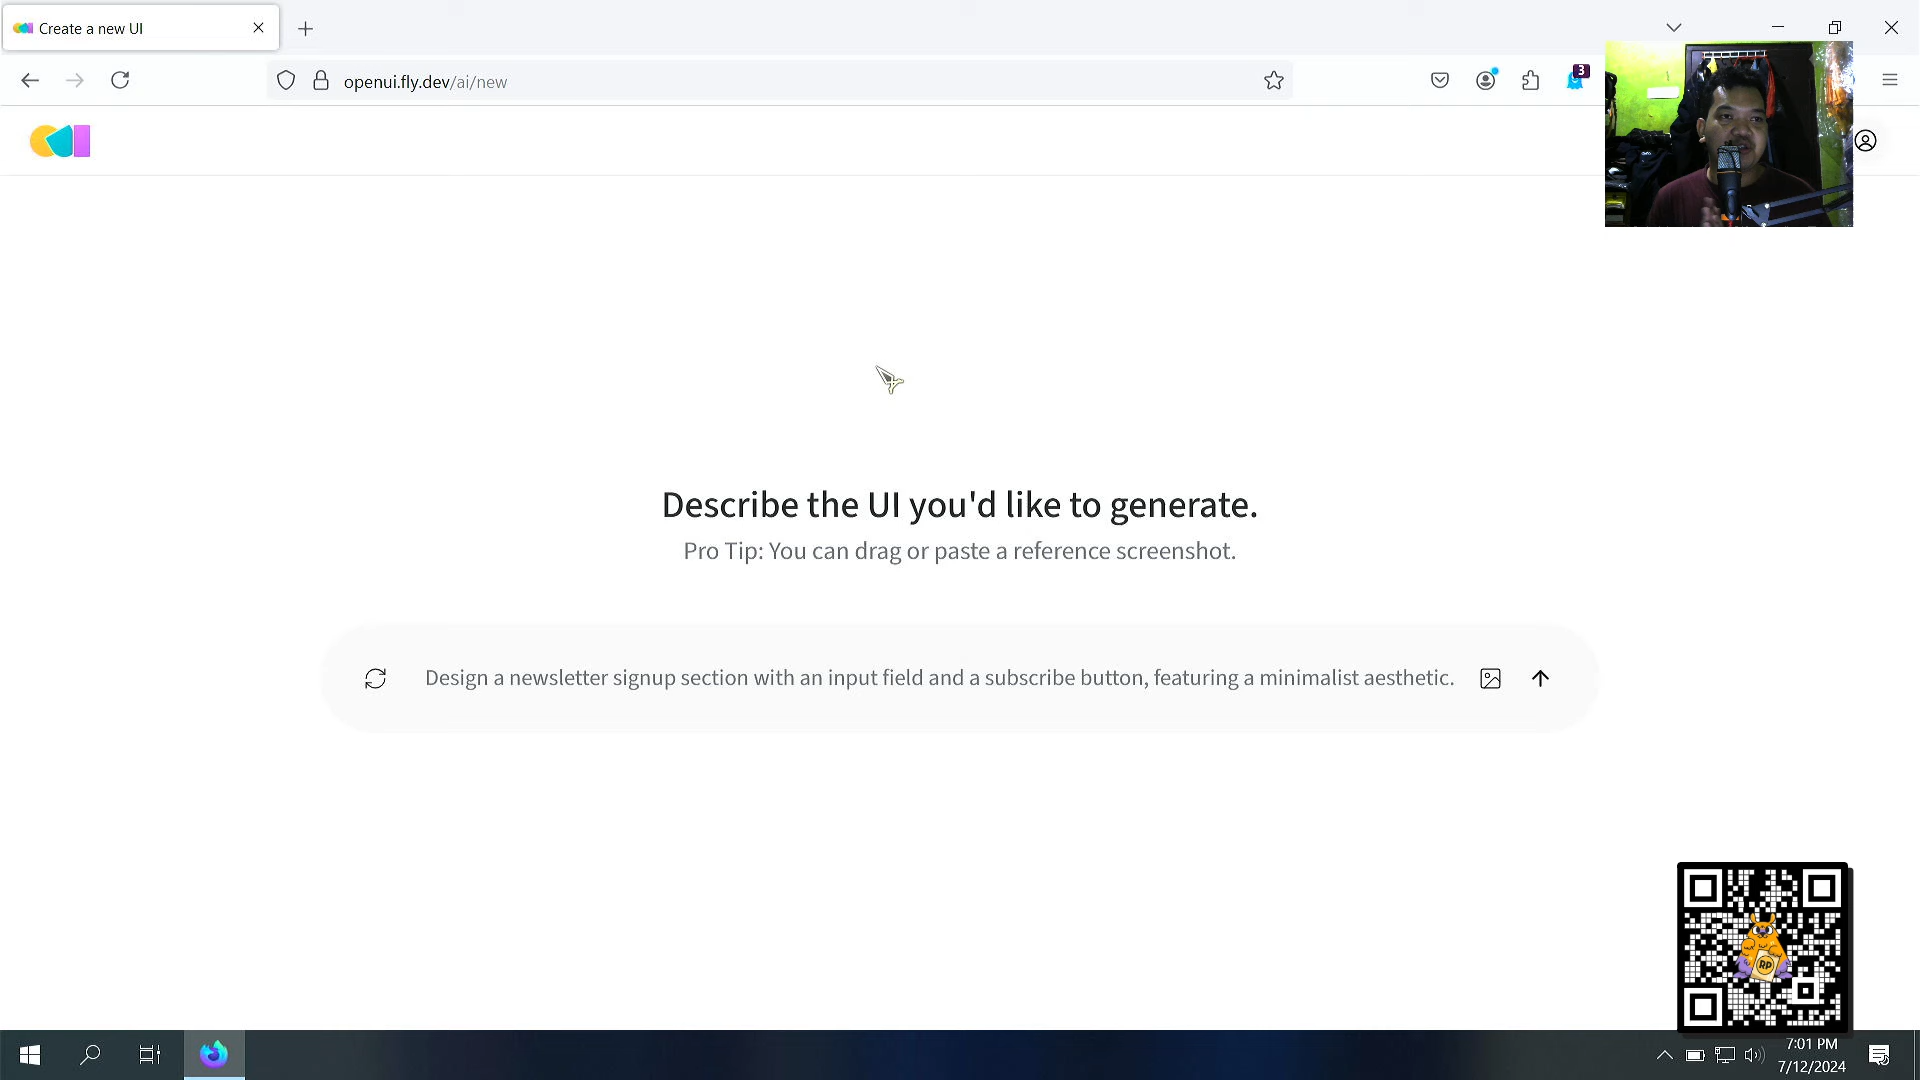 Create a new UI
openui.fly.dev/ai/new
3
Describe the UI you'd like to generate.
Pro Tip: You can drag or paste a reference screenshot.
Design a newsletter signup section with an input field and a subscribe button, featuring a minimalist aesthetic.
RP
7:01 PM
7/12/2024